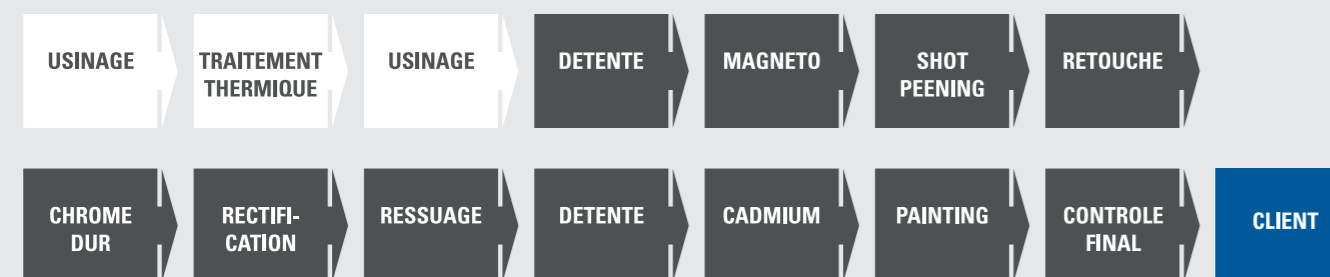 USINAGE
TRAITEMENT
THERMIQUE
USINAGE
DETENTE
MAGNETO
SHOT
PEENING
RETOUCHE
CHROME
DUR
RECTIFI-
CATION
RESSUAGE
DETENTE
CADMIUM
PAINTING
CONTROLE
FINAL
CLIENT